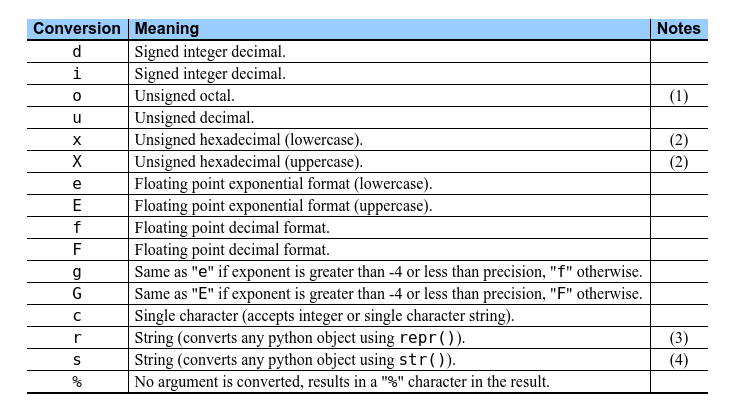 Conversion Meaning Notes
d Signed integer decimal.
i Signed integer decimal.
o Unsigned octal. (1)
u Unsigned decimal.
x Unsigned hexadecimal (lowercase). (2)
X Unsigned hexadecimal (uppercase). (2)
e Floating point exponential format (lowercase).
E Floating point exponential format (uppercase).
f Floating point decimal format.
F Floating point decimal format.
g Same as "e" if exponent is greater than -4 or less than precision, "f" otherwise.
G Same as "E" if exponent is greater than -4 or less than precision, "F" otherwise.
c Single character (accepts integer or single character string).
r String (converts any python object using repr()). (3)
s String (converts any python object using str()). (4)
% No argument is converted, results in a "%" character in the result.